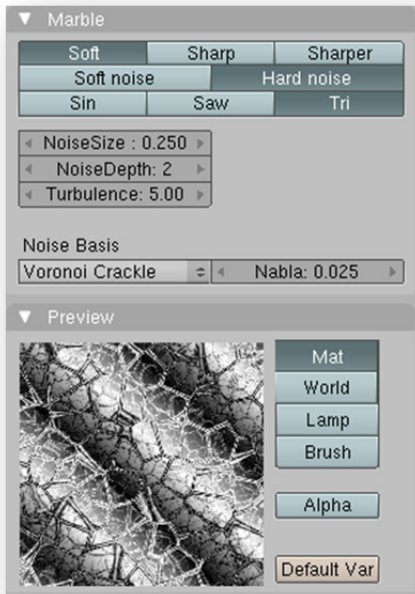 Marble
Soft Sharp Sharper
Soft noise Hard noise
Sin Saw Tri
NoiseSize : 0.250
NoiseDepth: 2
Turbulence: 5.00
Noise Basis
Voronoi Crackle Nabla: 0.025
Preview
Mat
World
Lamp
Brush
Alpha
Default Var